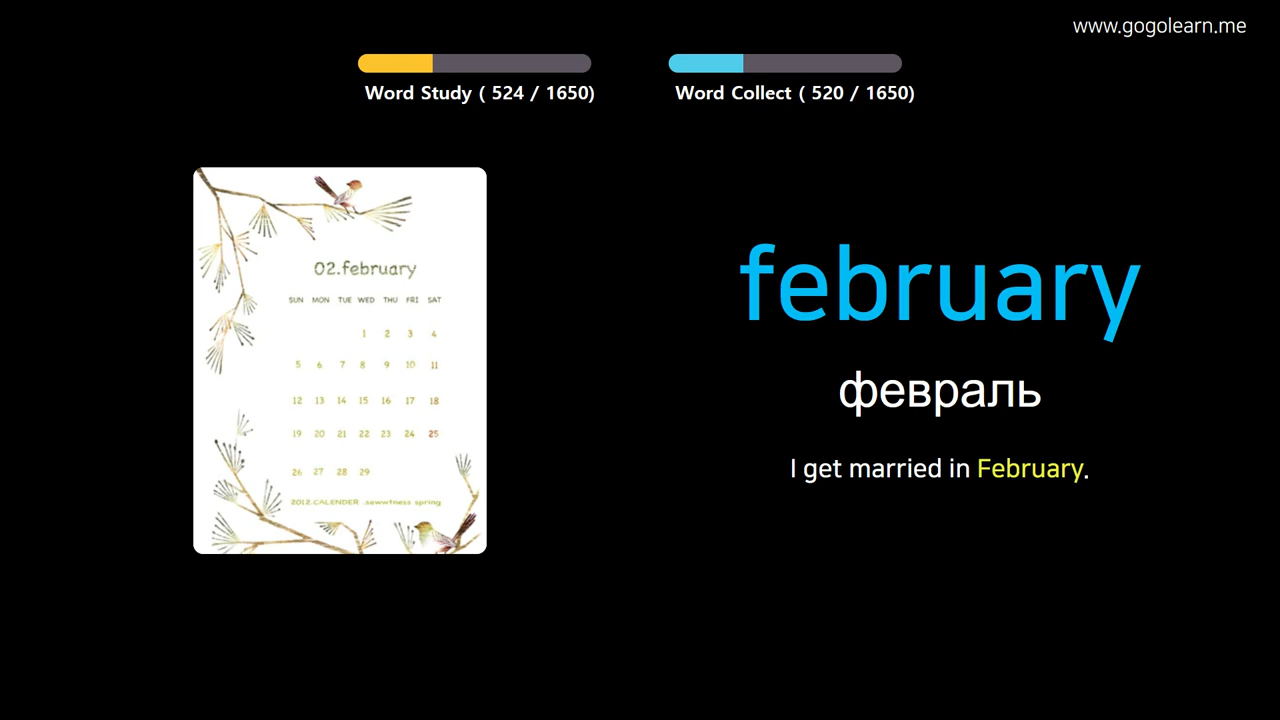 www.gogolearn.me
Word Study ( 524 / 1650)
Word Collect ( 520 / 1650)
02.february
SUN MON TUE WED THU FRI SAT
1 2 3 4
5 6 7 8 9 10 11
12 13 14 15 16 17 18
19 20 21 22 23 24 25
26 27 28 29
2012.CALENDER .sewwtness spring
february
февраль
I get married in February.